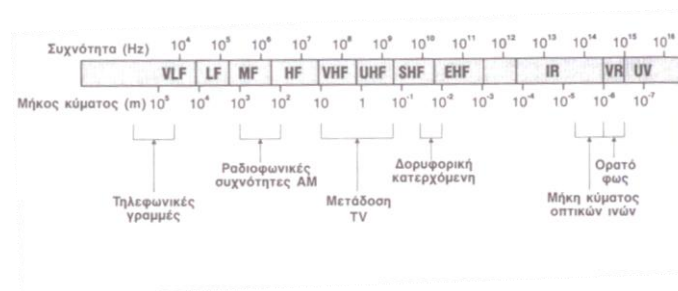 Συχνότητα (Hz) 10⁴ 10⁵ 10⁶ 10⁷ 10⁸ 10⁹ 10¹⁰ 10¹¹ 10¹² 10¹³ 10¹⁴ 10¹⁵ 10¹⁶
VLF LF MF HF VHF UHF SHF EHF IR VR UV
Μήκος κύματος (m) 10⁵ 10⁴ 10³ 10² 10 1 10⁻¹ 10⁻² 10⁻³ 10⁻⁴ 10⁻⁵ 10⁻⁶ 10⁻⁷
Τηλεφωνικές
γραμμές
Ραδιοφωνικές
συχνότητες AM
Μετάδοση
TV
Δορυφορική
κατερχόμενη
Μήκη κύματος
οπτικών ινών
Ορατό
φως